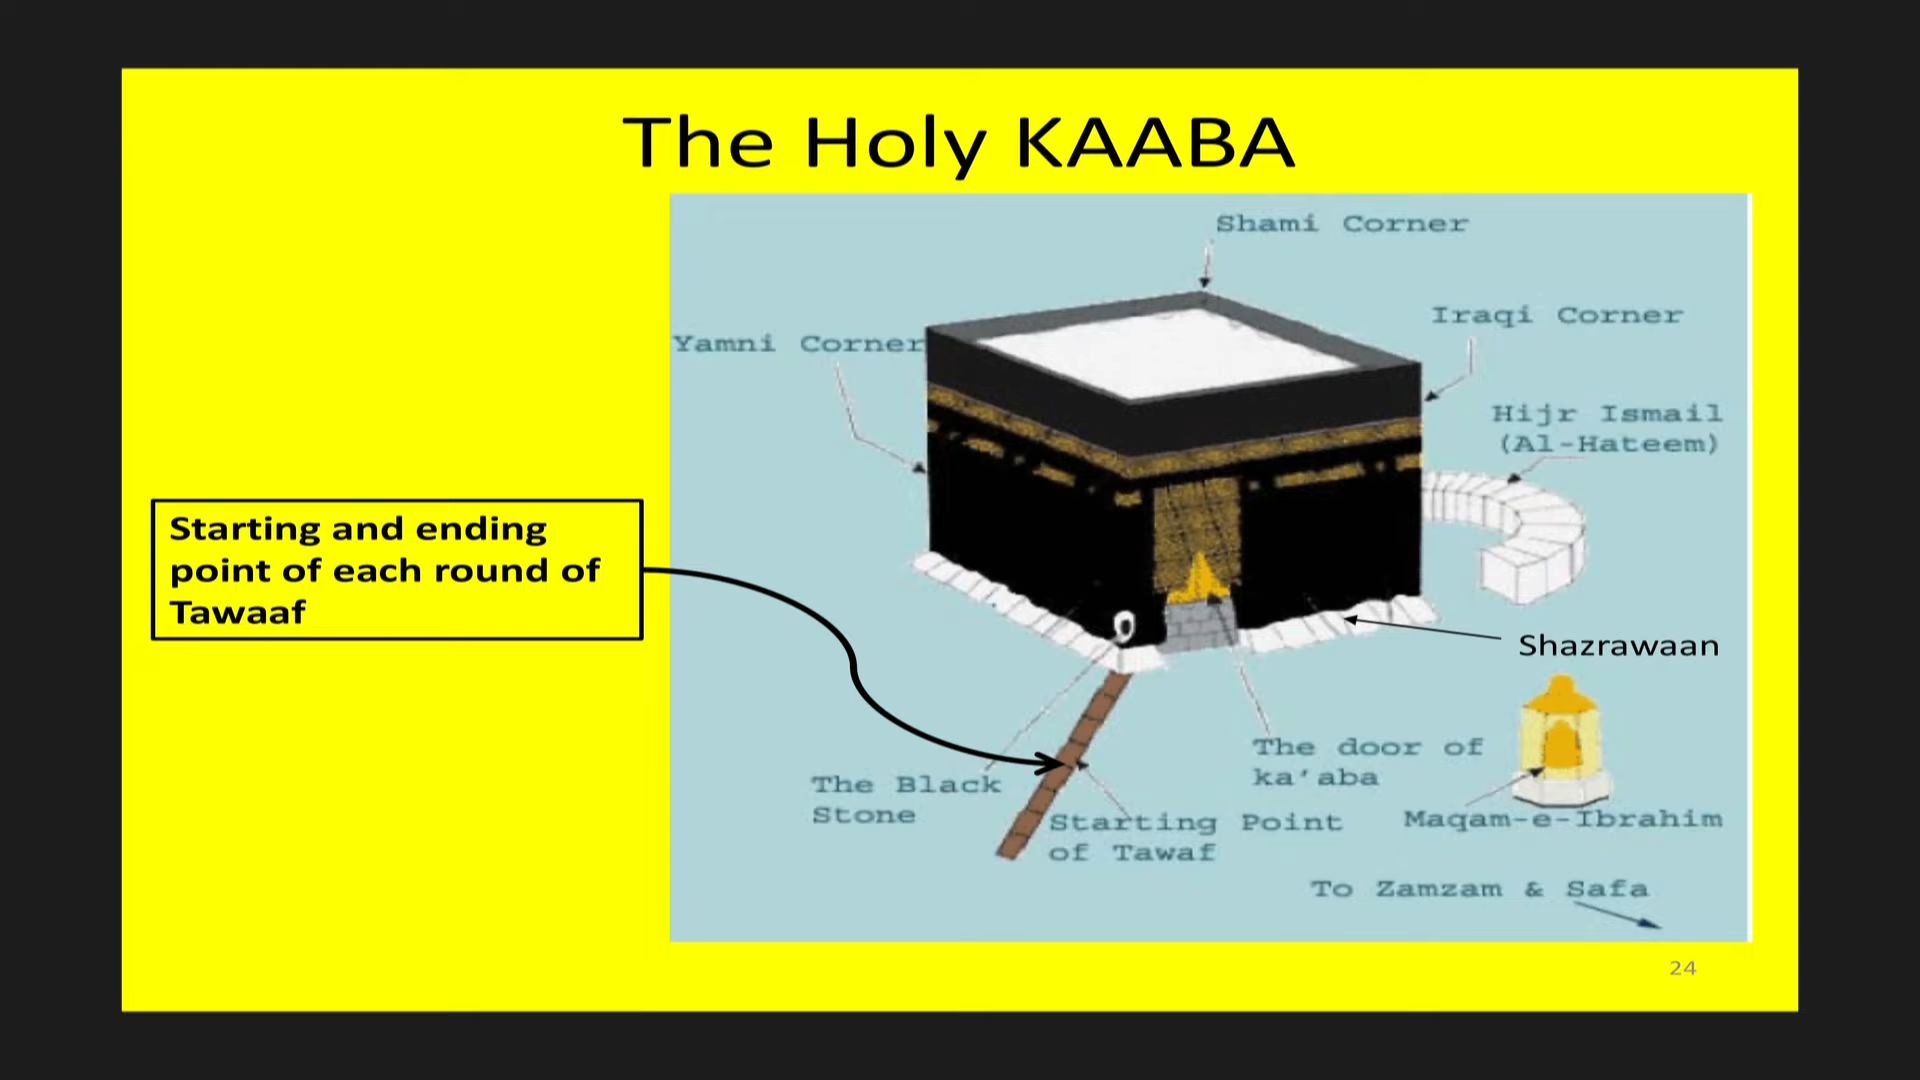 The Holy KAABA
Shami Corner
Iraqi Corner
Yamni Corner
Hijr Ismail
(Al-Hateem)
Starting and ending
point of each round of
Tawaaf
Shazrawaan
The door of
ka'aba
The Black
Stone
Starting Point
of Tawaf
Maqam-e-Ibrahim
To Zamzam & Safa
24